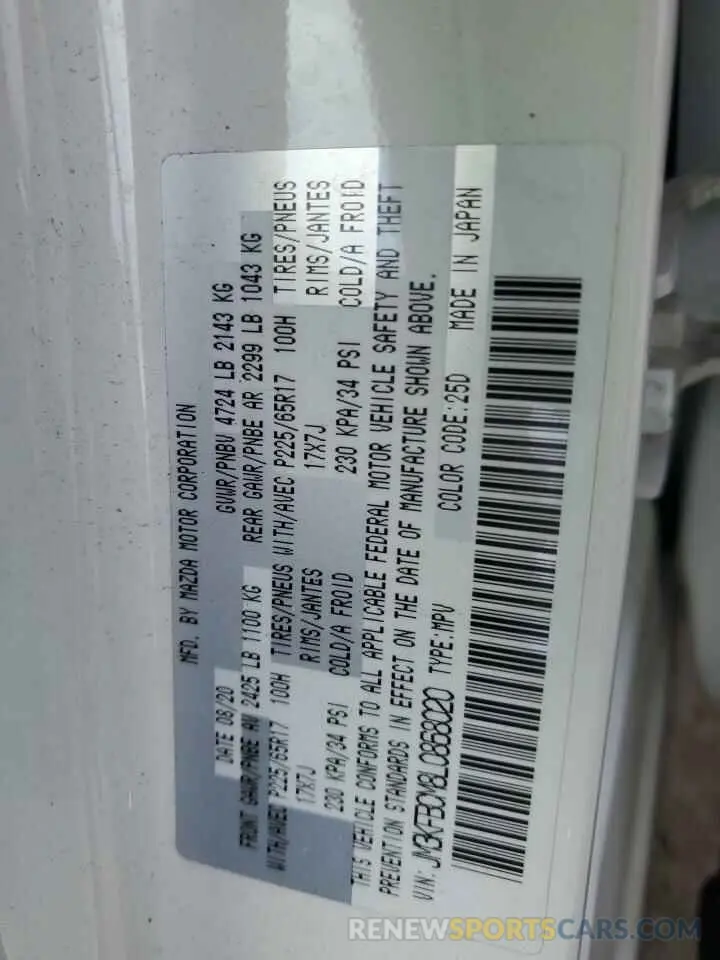 MFD. BY MAZDA MOTOR CORPORATION
DATE 08/20 GVWR/PNBV 4724 LB 2143 KG
FRONT GAWR/PNBE AV 2425 LB 1100 KG REAR GAWR/PNBE AR 2299 LB 1043 KG
WITH/AVEC P225/65R17 100H TIRES/PNEUS WITH/AVEC P225/65R17 100H TIRES/PNEUS
17X7J RIMS/JANTES 17X7J RIMS/JANTES
230 KPA/34 PSI COLD/A FROID 230 KPA/34 PSI COLD/A FROID
THIS VEHICLE CONFORMS TO ALL APPLICABLE FEDERAL MOTOR VEHICLE SAFETY AND THEFT
PREVENTION STANDARDS IN EFFECT ON THE DATE OF MANUFACTURE SHOWN ABOVE.
VIN: JM3KFBCM8L0858020 TYPE:MPV COLOR CODE:25D MADE IN JAPAN
RENEWSPORTSCARS.COM